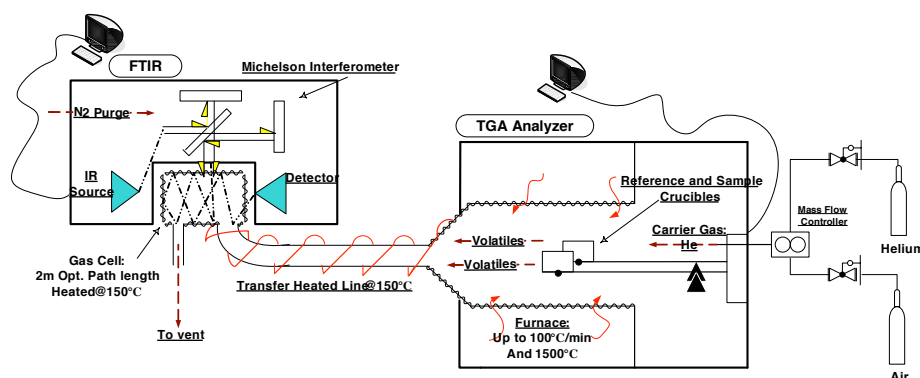 FTIR
Michelson Interferometer
N2 Purge
IR
Source
Detector
Gas Cell:
2m Opt. Path length
Heated@150°C
To vent
Transfer Heated Line@150°C
TGA Analyzer
Reference and Sample
Crucibles
Volatiles
Volatiles
Carrier Gas:
He
Furnace:
Up to 100°C/min
And 1500°C
Mass Flow
Controller
Helium
Air